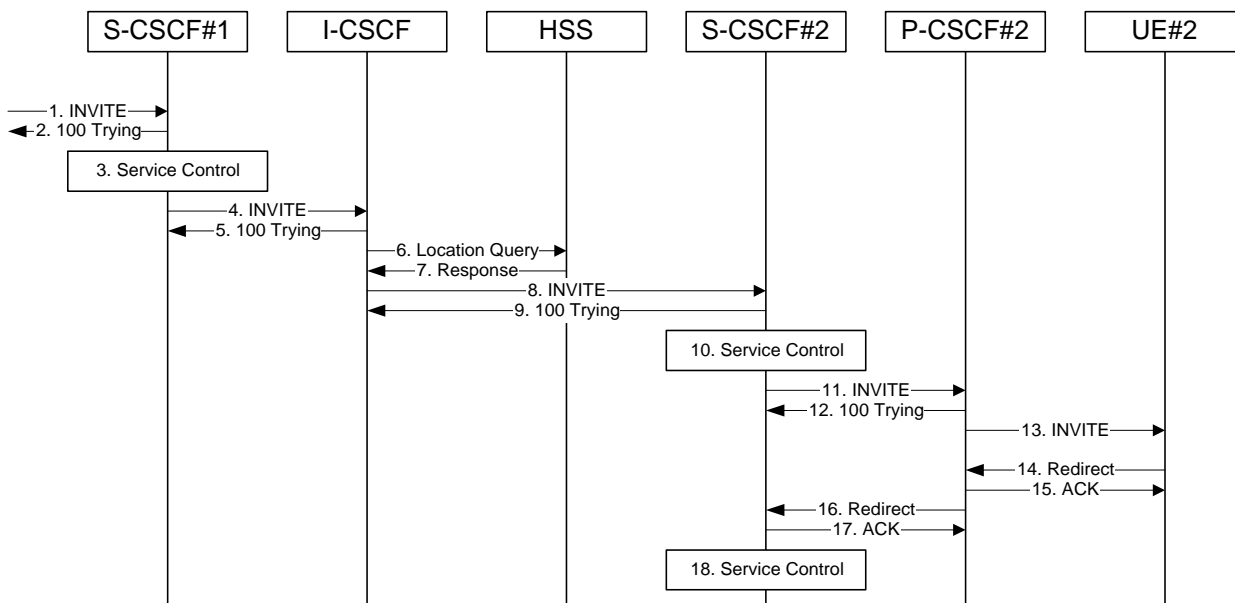 S-CSCF#1 I-CSCF HSS S-CSCF#2 P-CSCF#2 UE#2
1. INVITE
2. 100 Trying
3. Service Control
4. INVITE
5. 100 Trying
6. Location Query
7. Response
8. INVITE
9. 100 Trying
10. Service Control
11. INVITE
12. 100 Trying
13. INVITE
14. Redirect
15. ACK
16. Redirect
17. ACK
18. Service Control